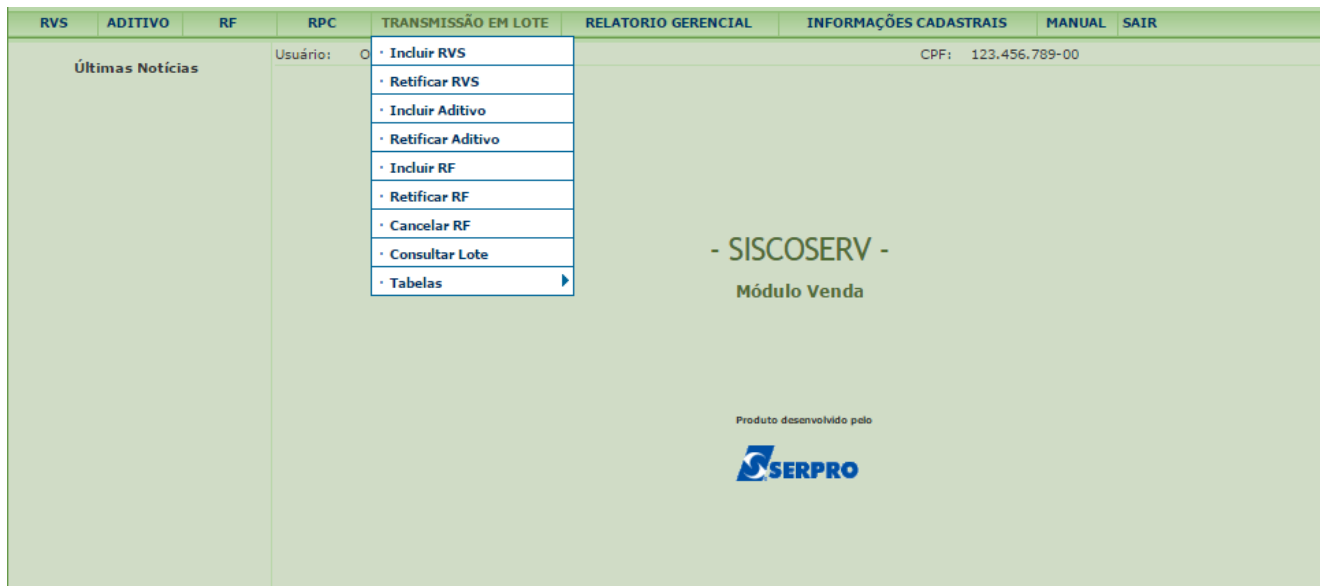 RVS ADITIVO RF RPC TRANSMISSÃO EM LOTE RELATORIO GERENCIAL INFORMAÇÕES CADASTRAIS MANUAL SAIR
Últimas Notícias
Usuário: CPF: 123.456.789-00
· Incluir RVS
· Retificar RVS
· Incluir Aditivo
· Retificar Aditivo
· Incluir RF
· Retificar RF
· Cancelar RF
· Consultar Lote
· Tabelas
- SISCOSERV -
Módulo Venda
Produto desenvolvido pelo
SERPRO